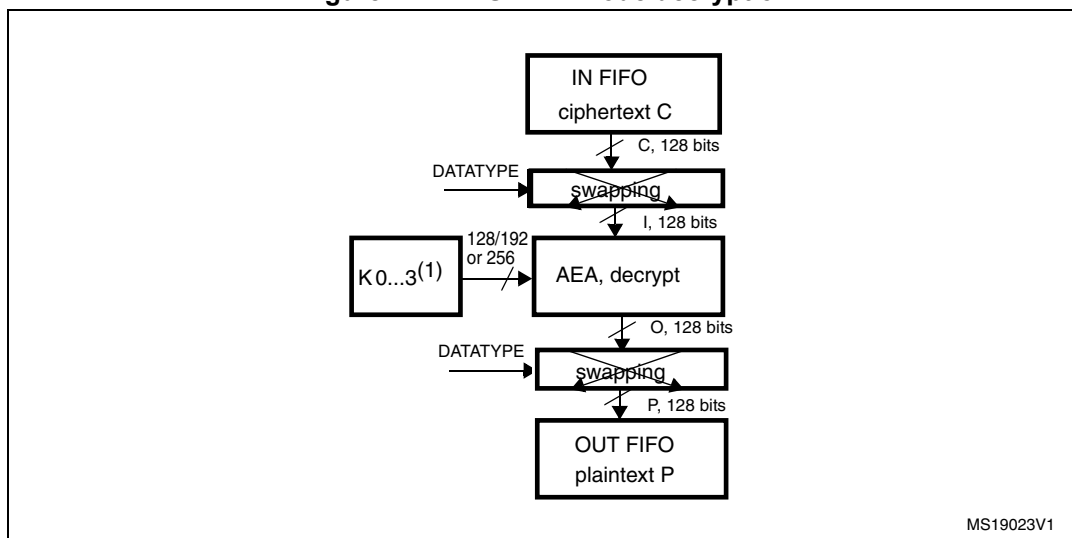 IN FIFO
ciphertext C
C, 128 bits
DATATYPE
swapping
I, 128 bits
128/192
or 256
K 0...3(1)
AEA, decrypt
O, 128 bits
DATATYPE
swapping
P, 128 bits
OUT FIFO
plaintext P
MS19023V1